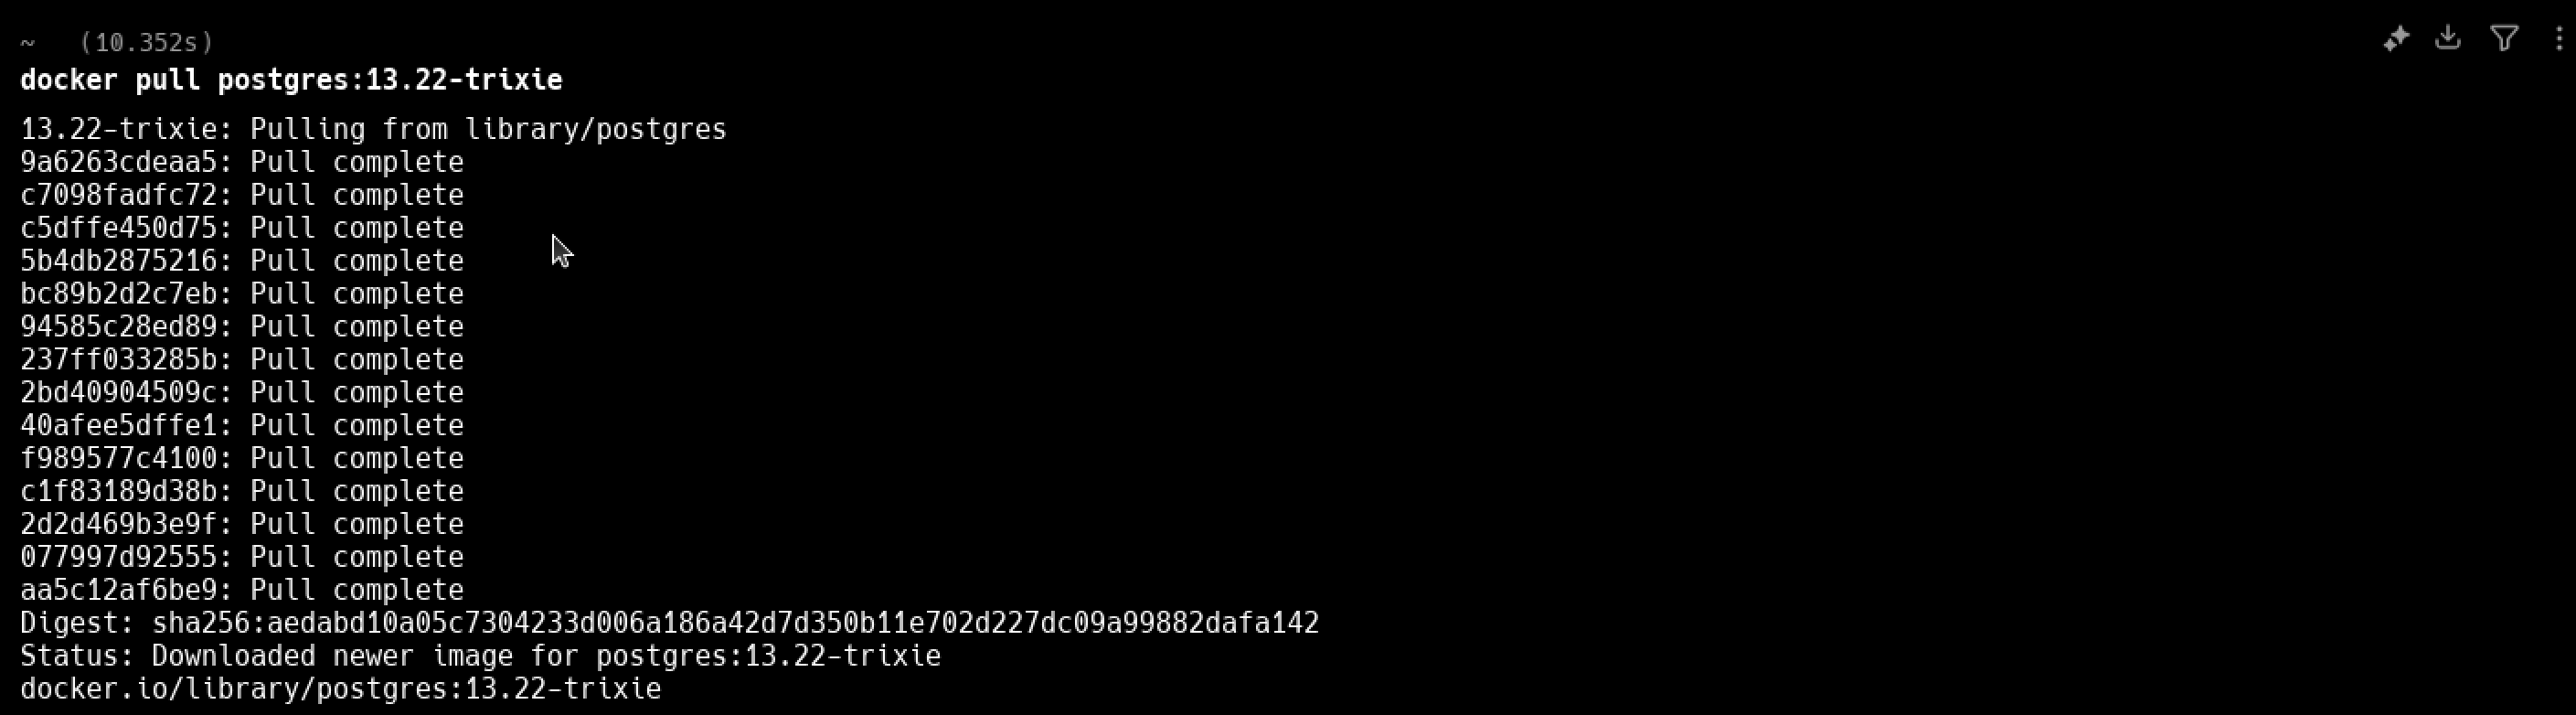 ~ (10.352s)
docker pull postgres:13.22-trixie
13.22-trixie: Pulling from library/postgres
9a6263cdeaa5: Pull complete
c7098fadfc72: Pull complete
c5dffe450d75: Pull complete
5b4db2875216: Pull complete
bc89b2d2c7eb: Pull complete
94585c28ed89: Pull complete
237ff033285b: Pull complete
2bd40904509c: Pull complete
40afee5dffe1: Pull complete
f989577c4100: Pull complete
c1f83189d38b: Pull complete
2d2d469b3e9f: Pull complete
077997d92555: Pull complete
aa5c12af6be9: Pull complete
Digest: sha256:aedabd10a05c7304233d006a186a42d7d350b11e702d227dc09a99882dafa142
Status: Downloaded newer image for postgres:13.22-trixie
docker.io/library/postgres:13.22-trixie